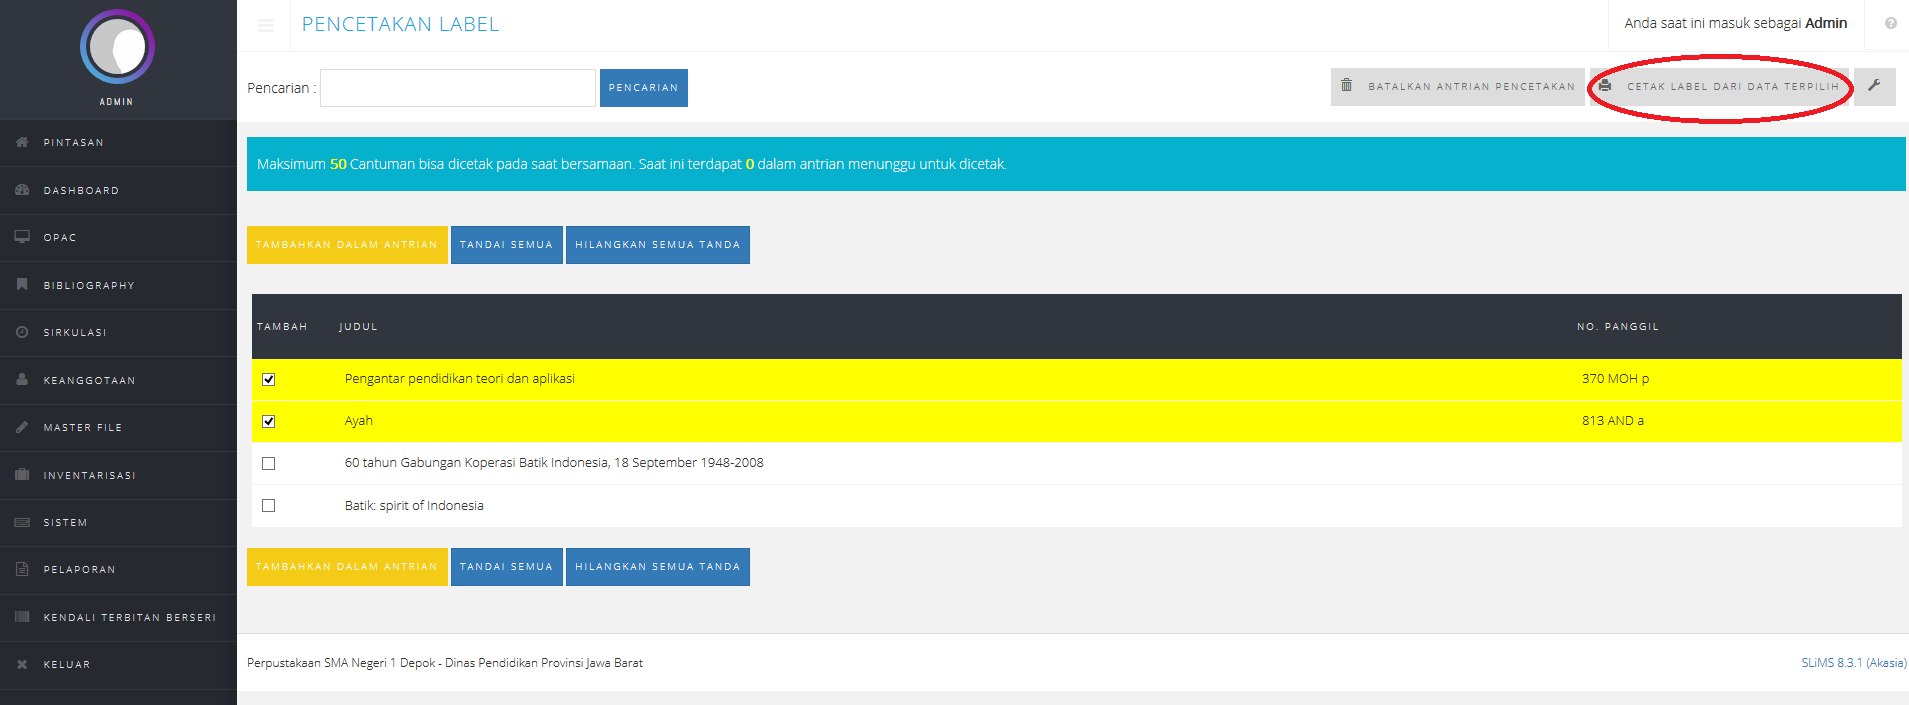 ADMIN
PINTASAN
DASHBOARD
OPAC
BIBLIOGRAPHY
SIRKULASI
KEANGGOTAAN
MASTER FILE
INVENTARISASI
SISTEM
PELAPORAN
KENDALI TERBITAN BERSERI
KELUAR
PENCETAKAN LABEL
Anda saat ini masuk sebagai Admin
Pencarian : PENCARIAN
BATALKAN ANTRIAN PENCETAKAN
CETAK LABEL DARI DATA TERPILIH
Maksimum 50 Cantuman bisa dicetak pada saat bersamaan. Saat ini terdapat 0 dalam antrian menunggu untuk dicetak.
TAMBAHKAN DALAM ANTRIAN TANDAI SEMUA HILANGKAN SEMUA TANDA
TAMBAH JUDUL NO. PANGGIL
Pengantar pendidikan teori dan aplikasi 370 MOH p
Ayah 813 AND a
60 tahun Gabungan Koperasi Batik Indonesia, 18 September 1948-2008
Batik: spirit of Indonesia
TAMBAHKAN DALAM ANTRIAN TANDAI SEMUA HILANGKAN SEMUA TANDA
Perpustakaan SMA Negeri 1 Depok - Dinas Pendidikan Provinsi Jawa Barat
SLiMS 8.3.1 (Akasia)